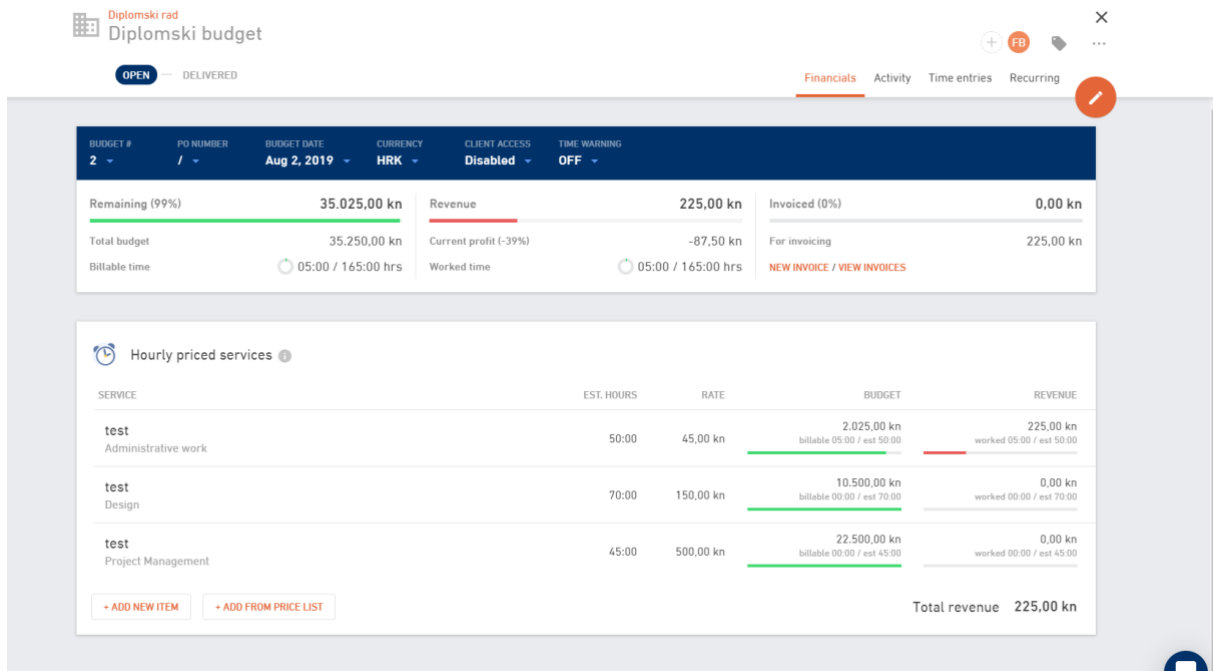 Diplomski rad
Diplomski budget
FB
OPEN — DELIVERED
Financials Activity Time entries Recurring
BUDGET # PO NUMBER BUDGET DATE CURRENCY CLIENT ACCESS TIME WARNING
2 / Aug 2, 2019 HRK Disabled OFF
Remaining (99%) 35.025,00 kn Revenue 225,00 kn Invoiced (0%) 0,00 kn
Total budget 35.250,00 kn Current profit (-39%) -87,50 kn For invoicing 225,00 kn
Billable time 05:00 / 165:00 hrs Worked time 05:00 / 165:00 hrs NEW INVOICE / VIEW INVOICES
Hourly priced services
SERVICE EST. HOURS RATE BUDGET REVENUE
test 50:00 45,00 kn 2.025,00 kn 225,00 kn
Administrative work billable 05:00 / est 50:00 worked 05:00 / est 50:00
test 70:00 150,00 kn 10.500,00 kn 0,00 kn
Design billable 00:00 / est 70:00 worked 00:00 / est 70:00
test 45:00 500,00 kn 22.500,00 kn 0,00 kn
Project Management billable 00:00 / est 45:00 worked 00:00 / est 45:00
+ ADD NEW ITEM + ADD FROM PRICE LIST Total revenue 225,00 kn